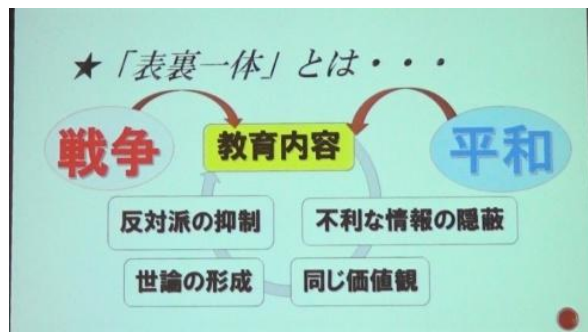 ★「表裏一体」とは・・・
戦争
教育内容
平和
反対派の抑制
不利な情報の隠蔽
世論の形成
同じ価値観